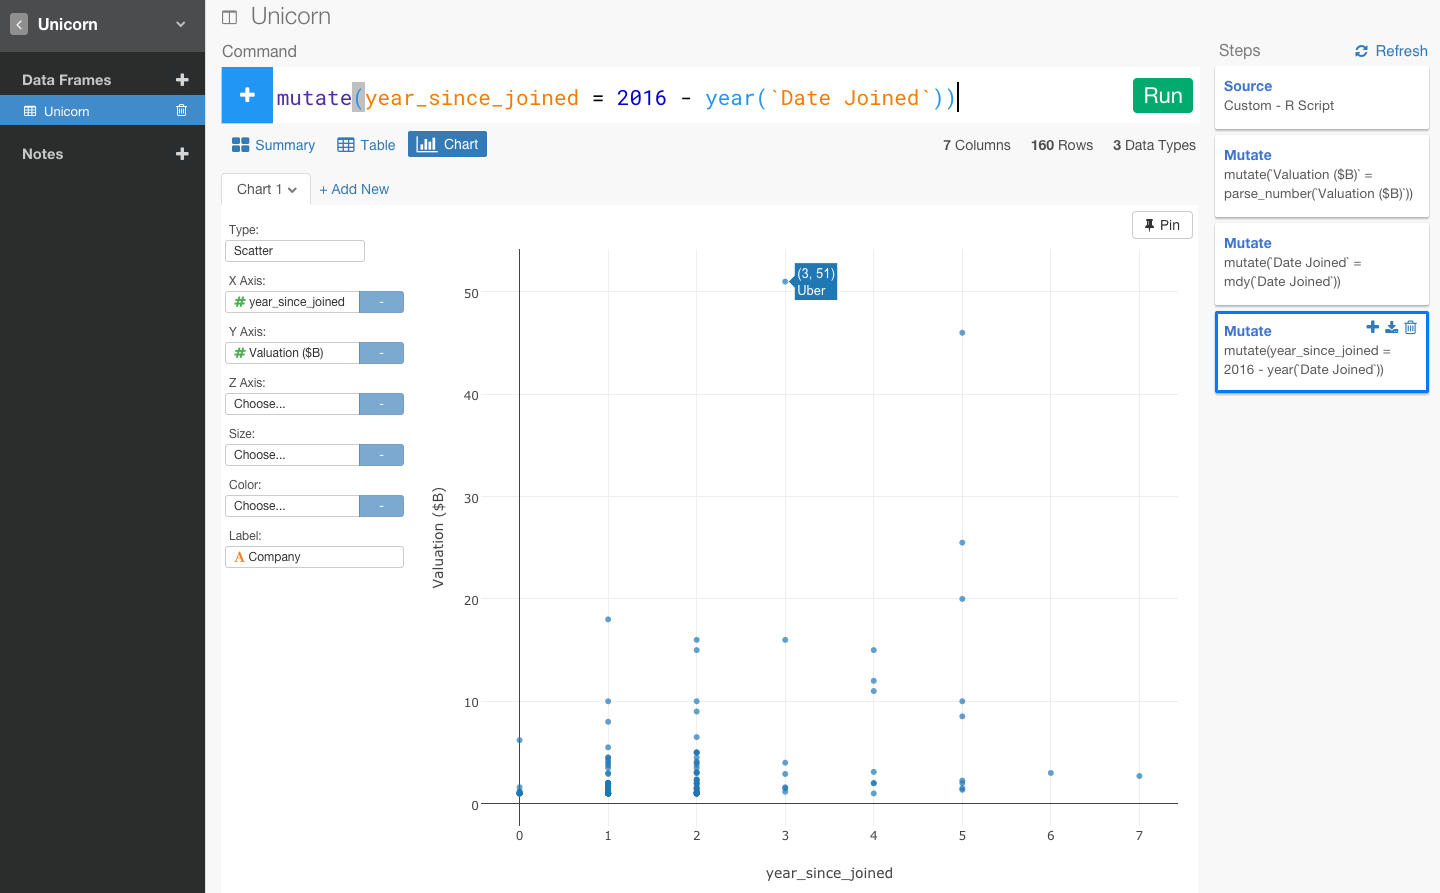 Unicorn
Data Frames
Unicorn
Notes
Unicorn
Command
mutate(year_since_joined = 2016 - year(`Date Joined`))
Run
Summary
Table
Chart
7 Columns
160 Rows
3 Data Types
Chart 1
+ Add New
Pin
Type:
Scatter
X Axis:
# year_since_joined
-
Y Axis:
# Valuation ($B)
-
Z Axis:
Choose...
-
Size:
Choose...
-
Color:
Choose...
-
Label:
A Company
(3, 51)
Uber
Valuation ($B)
50
40
30
20
10
0
0 1 2 3 4 5 6 7
year_since_joined
Steps
Refresh
Source
Custom - R Script
Mutate
mutate(`Valuation ($B)` =
parse_number(`Valuation ($B)`))
Mutate
mutate(`Date Joined` =
mdy(`Date Joined`))
Mutate
mutate(year_since_joined =
2016 - year(`Date Joined`))